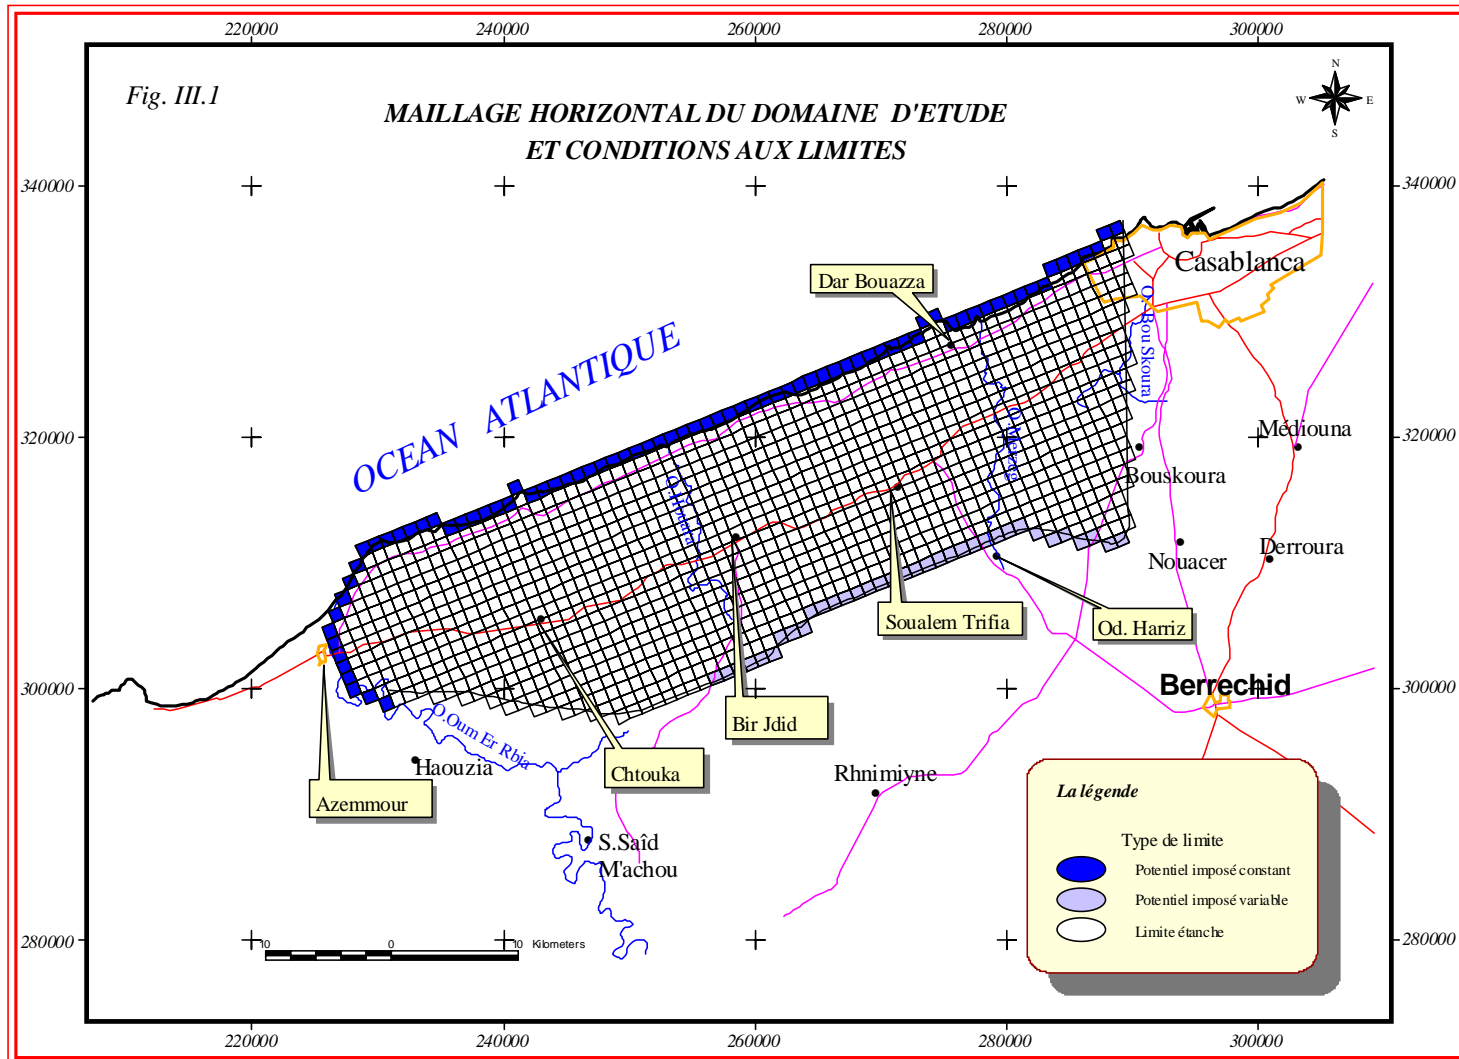 220000 240000 260000 280000 300000
Fig. III.1
MAILLAGE HORIZONTAL DU DOMAINE D'ETUDE
ET CONDITIONS AUX LIMITES
N
W E
S
340000 340000
Casablanca
Dar Bouazza
O. Bou Skoura
OCEAN ATLANTIQUE
320000 320000
Médiouna
O.Merzeg
Bouskoura
O.Houara
Nouacer
Derroura
Soualem Trifia
Od. Harriz
300000 300000
Berrechid
Bir Jdid
O.Oum Er Rbia
Haouzia
Chtouka
Rhnimiyne
Azemmour
S.Saîd
M'achou
La légende
Type de limite
Potentiel imposé constant
Potentiel imposé variable
Limite étanche
280000 280000
10 0 10 Kilometers
220000 240000 260000 280000 300000